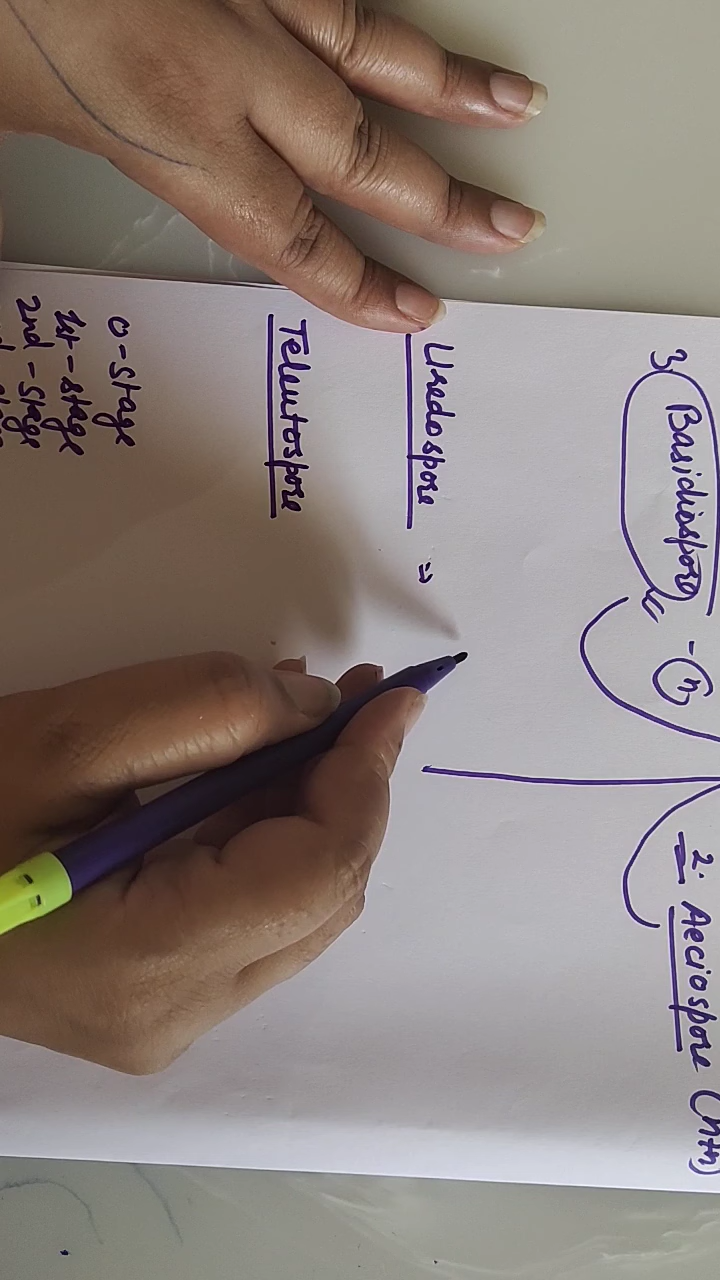 3, Basidiospore - (n)
2. Aeciospore (n+n)
Uredospore ⇒
Teleutospore
0 - Stage
1st - stage
2nd - Stage